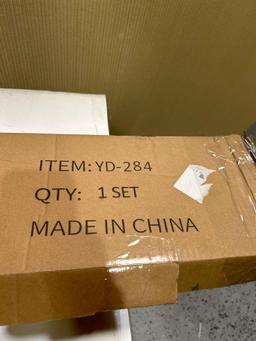 ITEM: YD-284
QTY: 1 SET
MADE IN CHINA